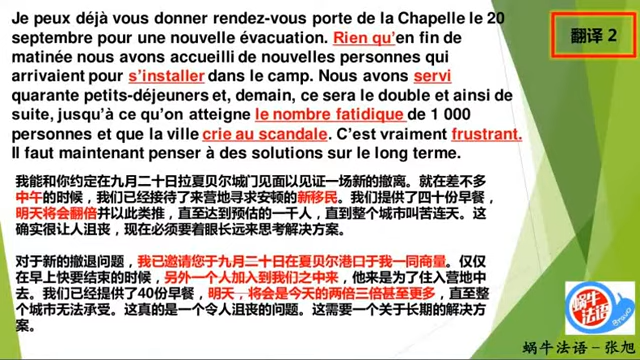 Je peux déjà vous donner rendez-vous porte de la Chapelle le 20
septembre pour une nouvelle évacuation. Rien qu’en fin de
matinée nous avons accueilli de nouvelles personnes qui
arrivaient pour s’installer dans le camp. Nous avons servi
quarante petits-déjeuners et, demain, ce sera le double et ainsi de
suite, jusqu’à ce qu’on atteigne le nombre fatidique de 1 000
personnes et que la ville crie au scandale. C’est vraiment frustrant.
Il faut maintenant penser à des solutions sur le long terme.
翻译 2
我能和你约定在九月二十日拉夏贝尔城门见面以见证一场新的撤离。就在差不多
中午的时候，我们已经接待了来营地寻求安顿的新移民。我们提供了四十份早餐，
明天将会翻倍并以此类推，直至达到预估的一千人，直到整个城市叫苦连天。这
确实很让人沮丧，现在必须要着眼长远来思考解决方案。
对于新的撤退问题，我已邀请您于九月二十日在夏贝尔港口于我一同商量。仅仅
在早上快要结束的时候，另外一个人加入到我们之中来，他来是为了住入营地中
去。我们已经提供了40份早餐，明天，将会是今天的两倍三倍甚至更多，直至整
个城市无法承受。这真的是一个令人沮丧的问题。这需要一个关于长期的解决方
案。
蜗牛
法语
蜗牛法语－张旭